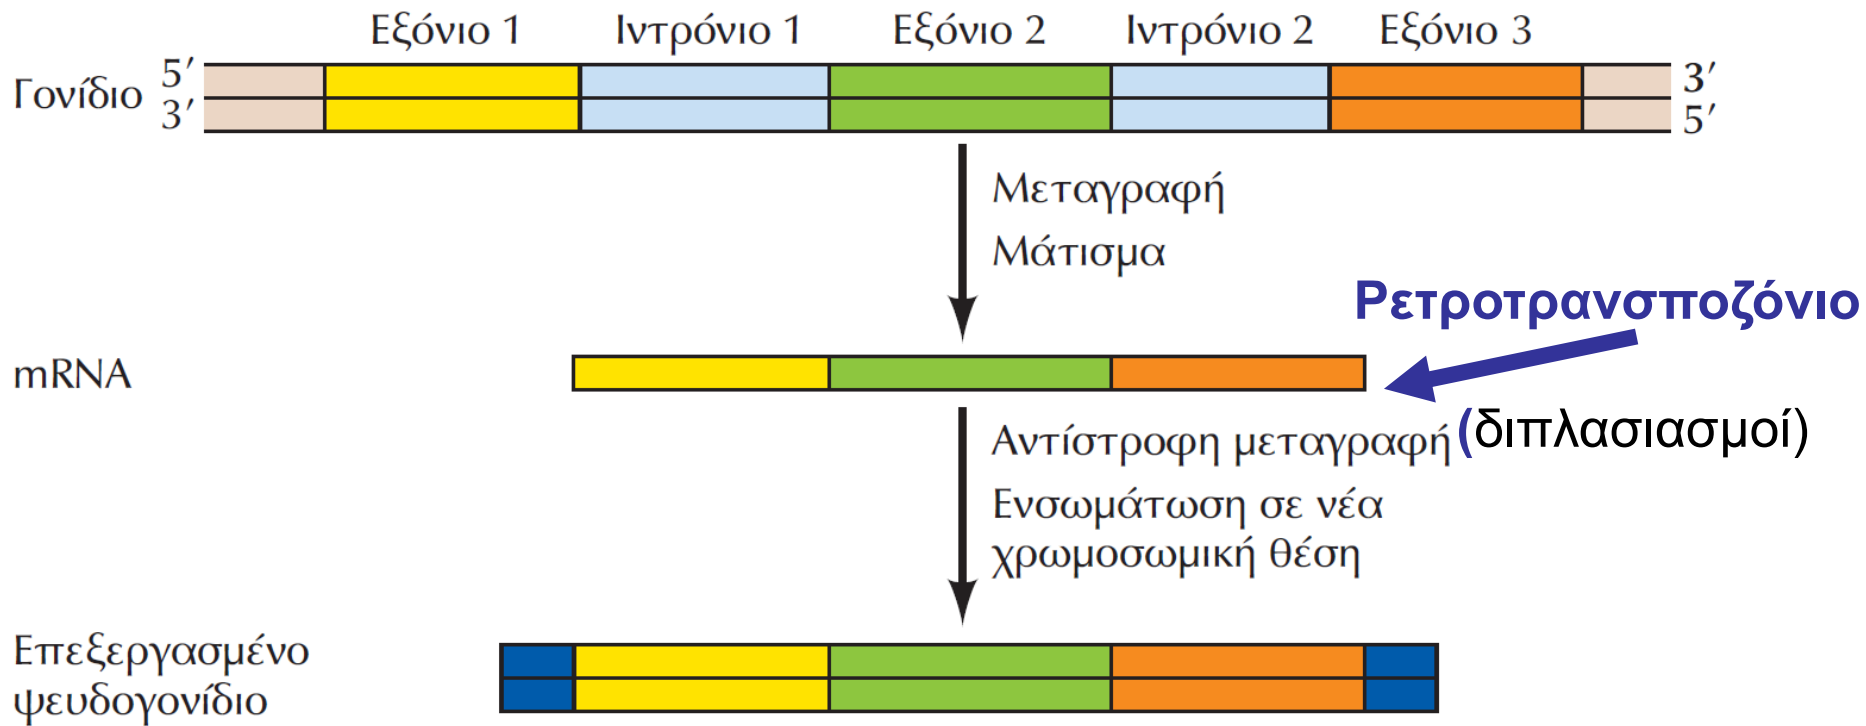 Εξόνιο 1 Ιντρόνιο 1 Εξόνιο 2 Ιντρόνιο 2 Εξόνιο 3
Γονίδιο 5′ 3′
3′ 5′
Μεταγραφή
Μάτισμα
Ρετροτρανσποζόνιο
mRNA
Αντίστροφη μεταγραφή (διπλασιασμοί)
Ενσωμάτωση σε νέα
χρωμοσωμική θέση
Επεξεργασμένο
ψευδογονίδιο